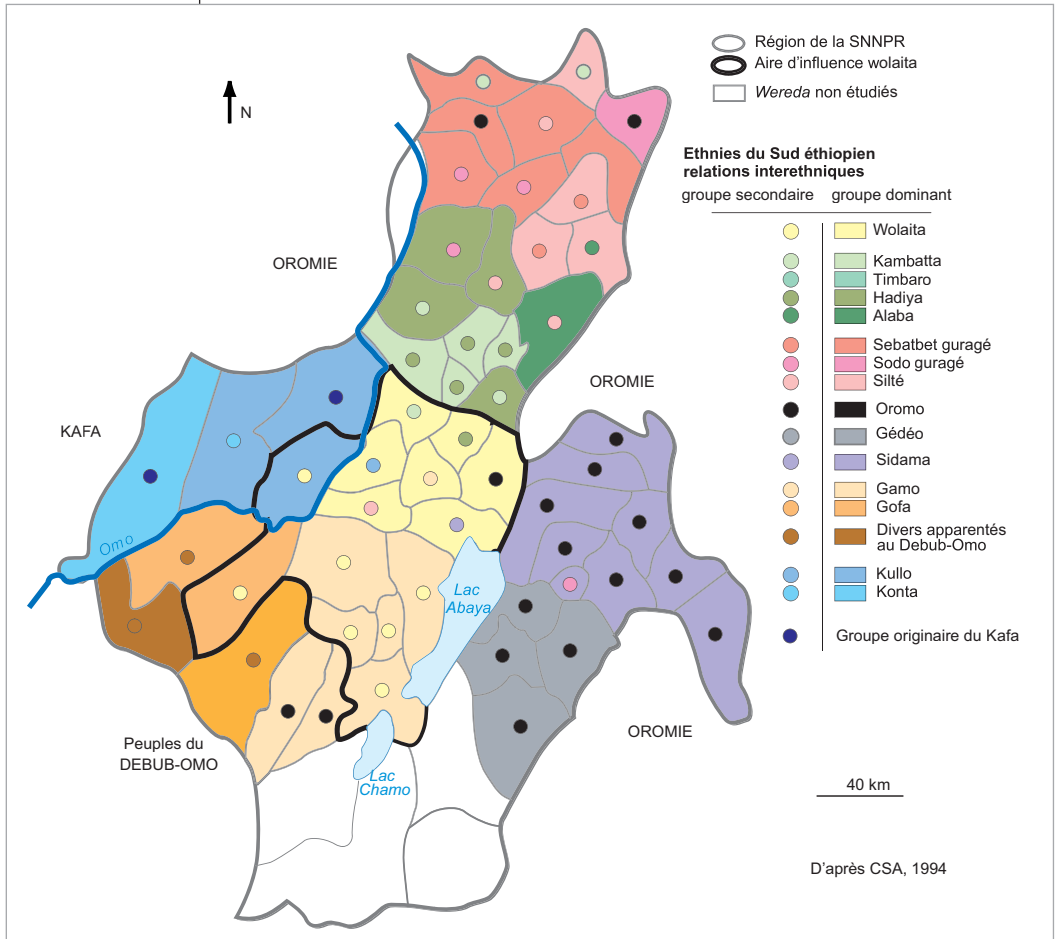 Région de la SNNPR
Aire d'influence wolaita
Wereda non étudiés
N
Ethnies du Sud éthiopien
relations interethniques
groupe secondaire groupe dominant
Wolaita
Kambatta
Timbaro
Hadiya
Alaba
Sebatbet guragé
Sodo guragé
Silté
Oromo
Gédéo
Sidama
Gamo
Gofa
Divers apparentés
au Debub-Omo
Kullo
Konta
Groupe originaire du Kafa
OROMIE
OROMIE
KAFA
Omo
Lac
Abaya
Peuples du
DEBUB-OMO
OROMIE
Lac
Chamo
40 km
D'après CSA, 1994